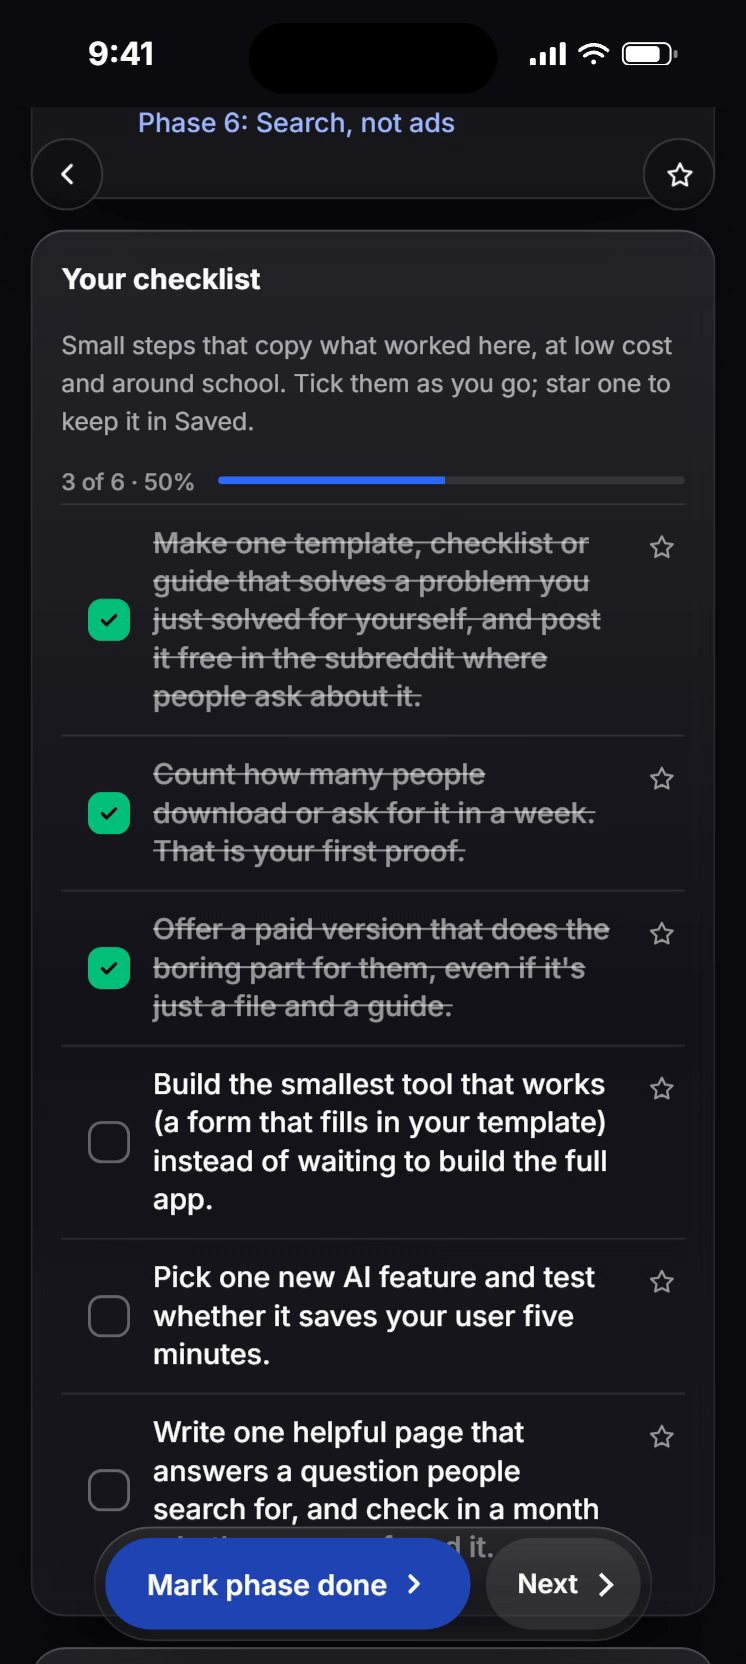 9:41
Phase 6: Search, not ads
Your checklist
Small steps that copy what worked here, at low cost
and around school. Tick them as you go; star one to
keep it in Saved.
3 of 6 · 50%
Make one template, checklist or
guide that solves a problem you
just solved for yourself, and post
it free in the subreddit where
people ask about it.
Count how many people
download or ask for it in a week.
That is your first proof.
Offer a paid version that does the
boring part for them, even if it's
just a file and a guide.
Build the smallest tool that works
(a form that fills in your template)
instead of waiting to build the full
app.
Pick one new AI feature and test
whether it saves your user five
minutes.
Write one helpful page that
answers a question people
search for, and check in a month
it.
Mark phase done
Next